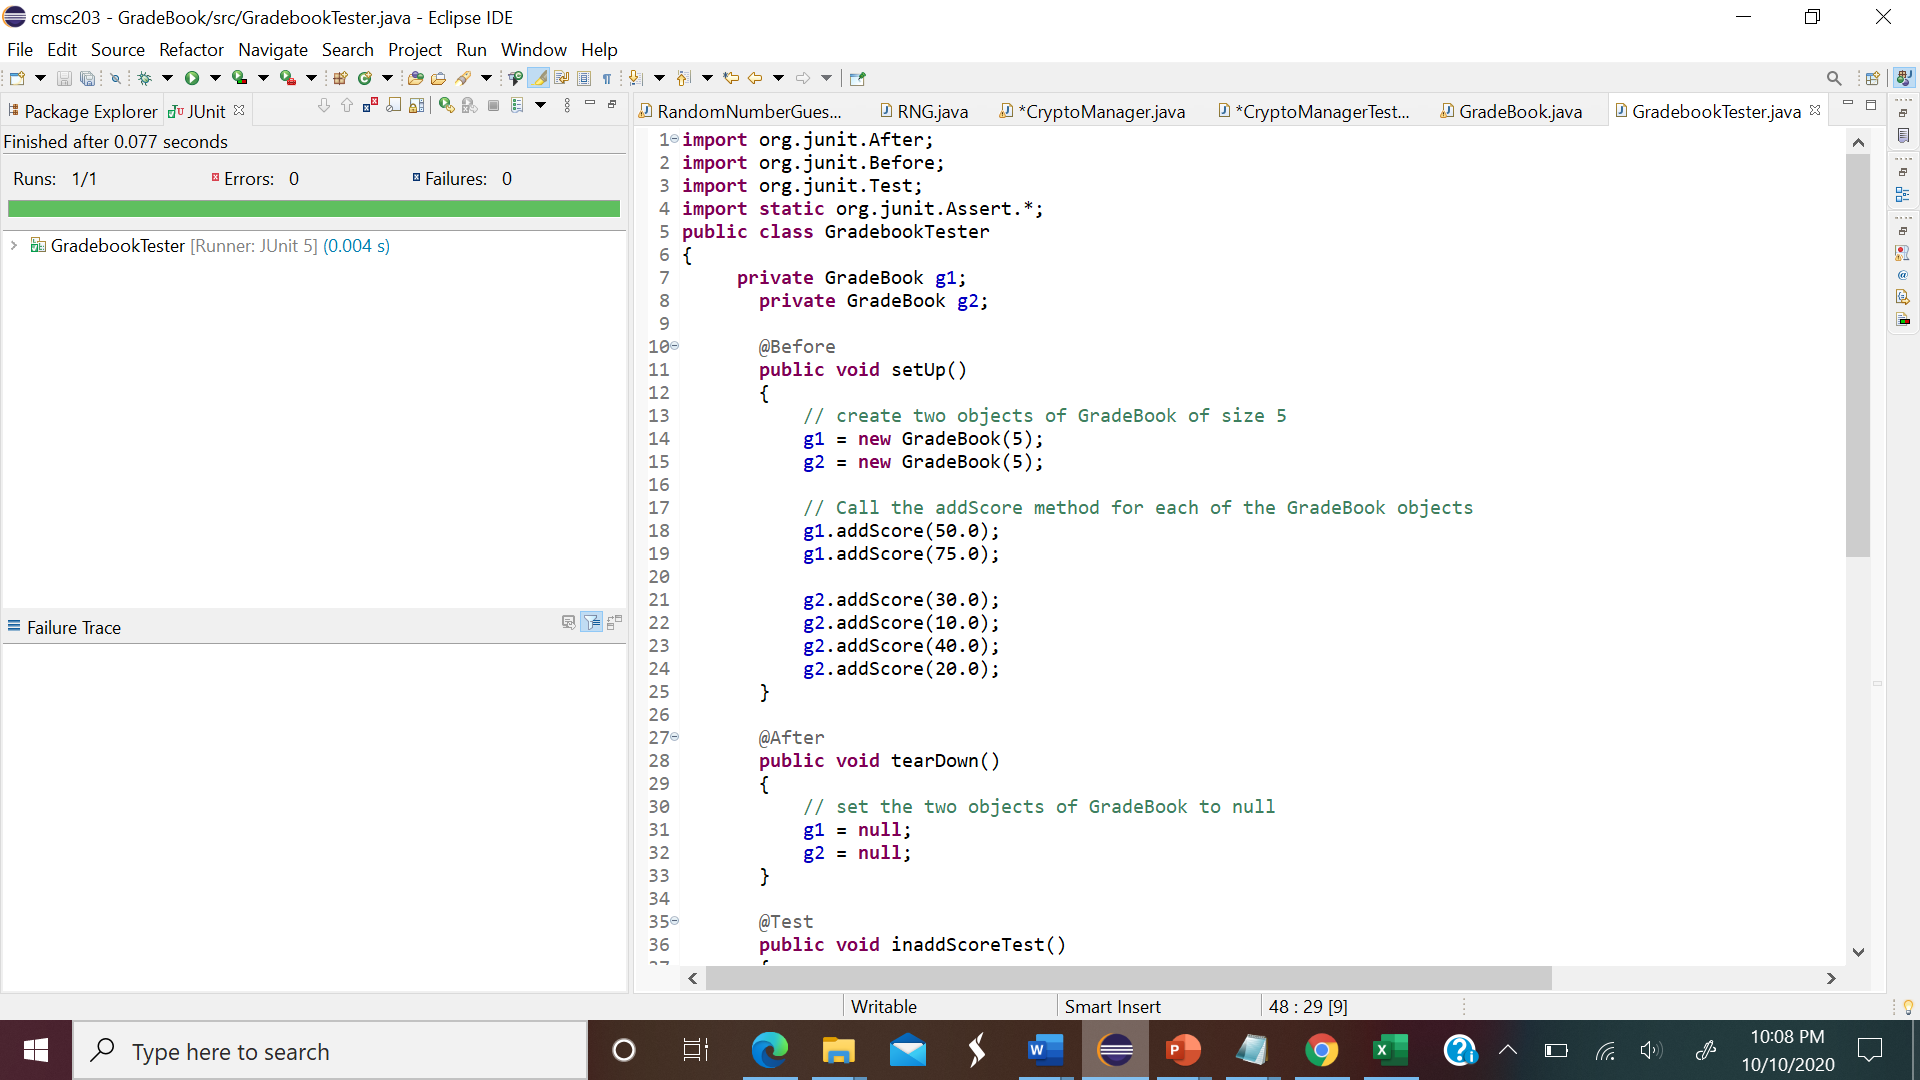 cmsc203 - GradeBook/src/GradebookTester.java - Eclipse IDE
File Edit Source Refactor Navigate Search Project Run Window Help
Package Explorer JUnit
RandomNumberGues... RNG.java *CryptoManager.java *CryptoManagerTest... GradeBook.java GradebookTester.java
Finished after 0.077 seconds
Runs: 1/1 Errors: 0 Failures: 0
GradebookTester [Runner: JUnit 5] (0.004 s)
Failure Trace
1 import org.junit.After;
2 import org.junit.Before;
3 import org.junit.Test;
4 import static org.junit.Assert.*;
5 public class GradebookTester
6 {
7 private GradeBook g1;
8 private GradeBook g2;
9
10 @Before
11 public void setUp()
12 {
13 // create two objects of GradeBook of size 5
14 g1 = new GradeBook(5);
15 g2 = new GradeBook(5);
16
17 // Call the addScore method for each of the GradeBook objects
18 g1.addScore(50.0);
19 g1.addScore(75.0);
20
21 g2.addScore(30.0);
22 g2.addScore(10.0);
23 g2.addScore(40.0);
24 g2.addScore(20.0);
25 }
26
27 @After
28 public void tearDown()
29 {
30 // set the two objects of GradeBook to null
31 g1 = null;
32 g2 = null;
33 }
34
35 @Test
36 public void inaddScoreTest()
Writable Smart Insert 48 : 29 [9]
Type here to search
10:08 PM
10/10/2020